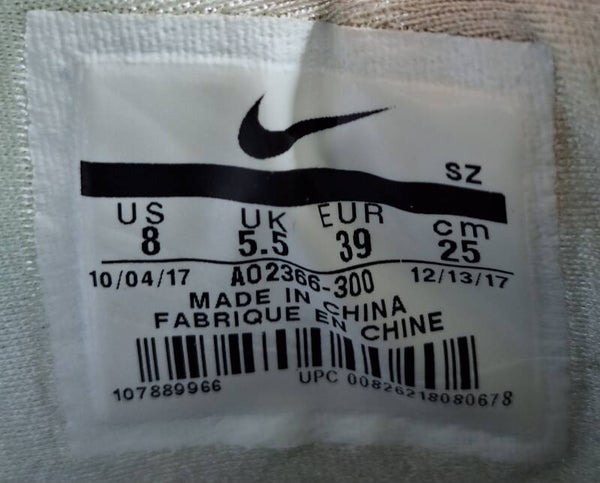 SZ
US UK EUR cm
8 5.5 39 25
10/04/17 AO2366-300 12/13/17
MADE IN CHINA
FABRIQUE EN CHINE
107889966 UPC 00826218080678